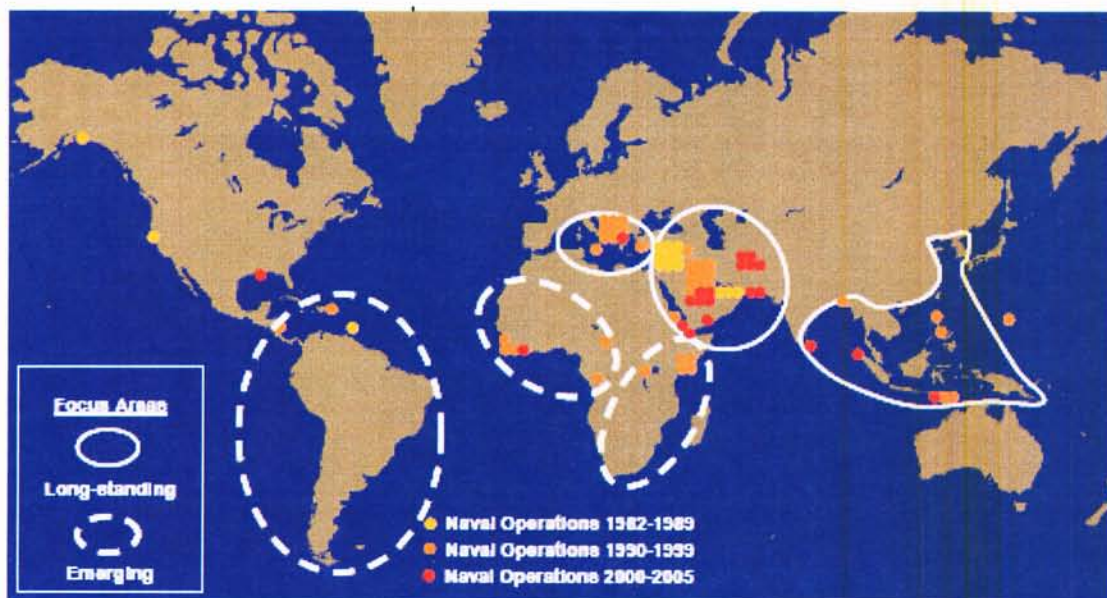 Focus Areas
Long-standing
Emerging
Naval Operations 1982-1989
Naval Operations 1990-1999
Naval Operations 2000-2005